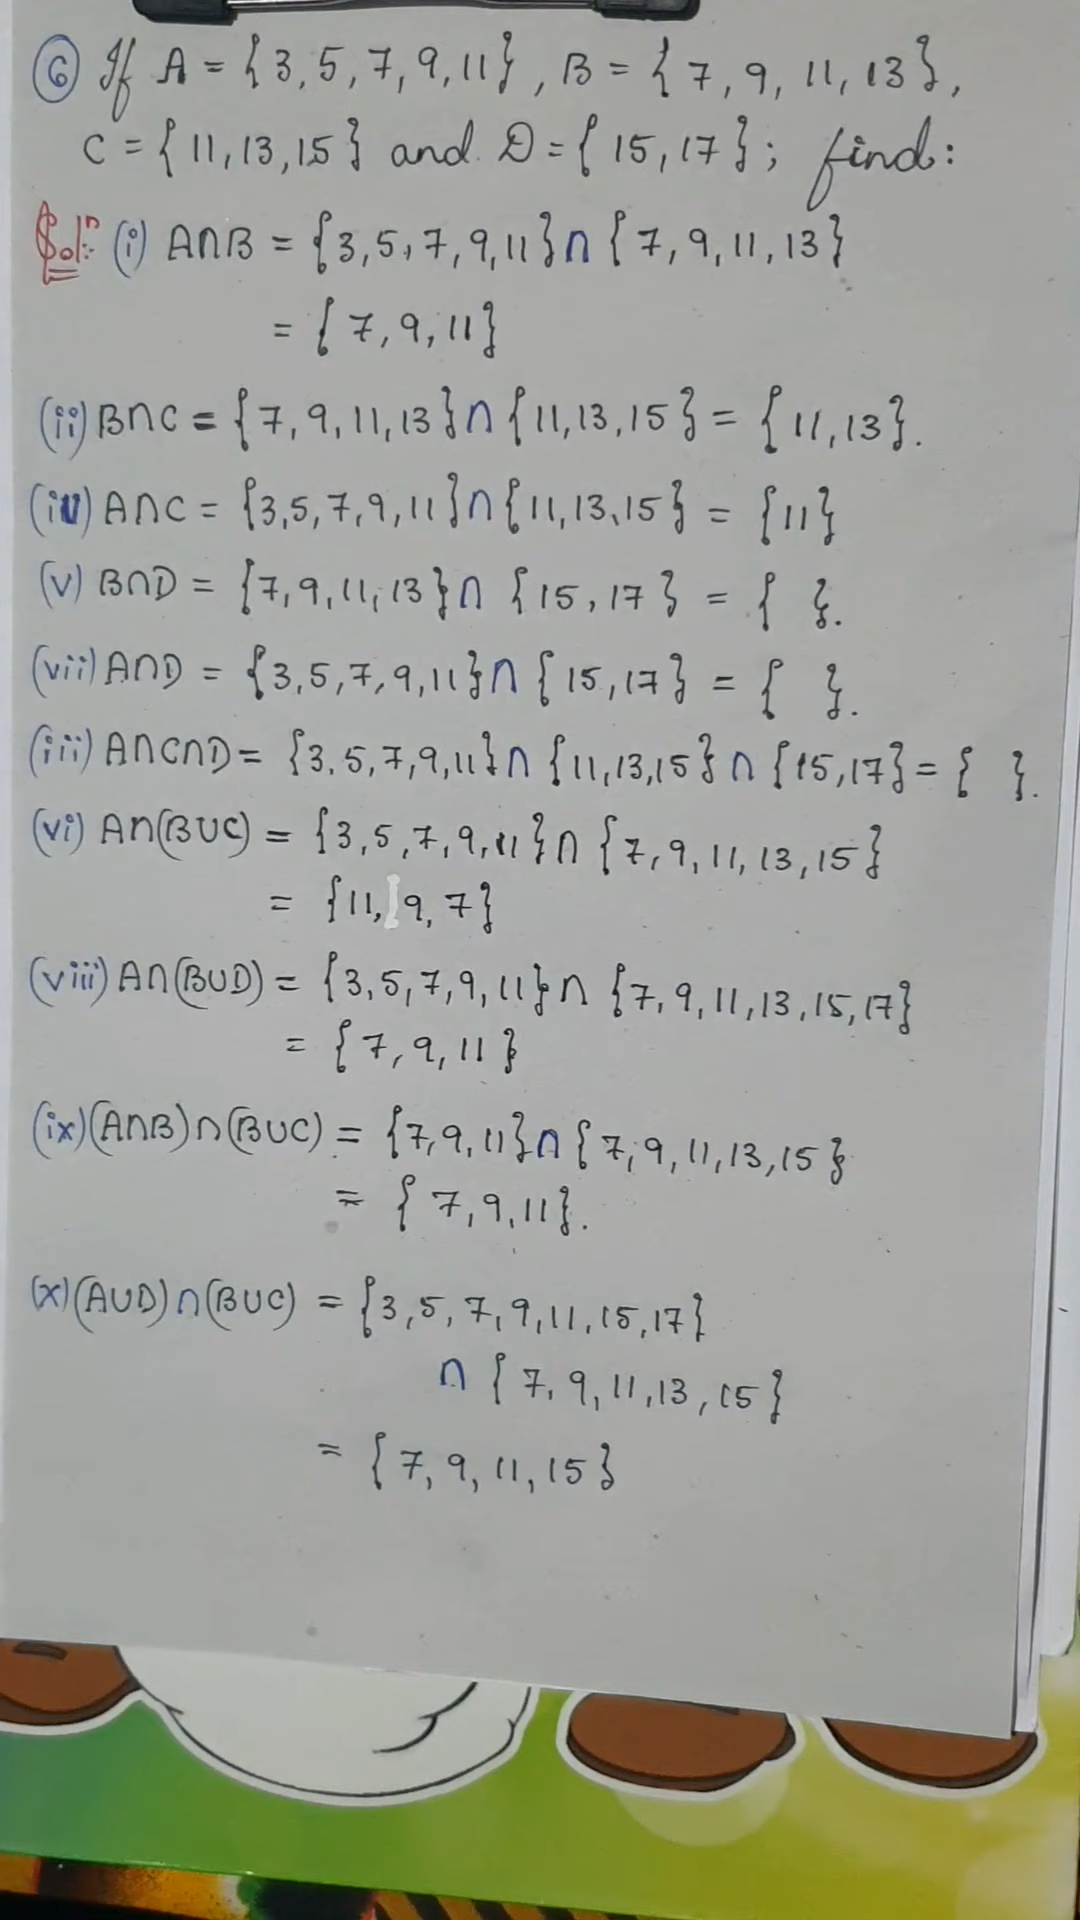 ⑥ If A = {3, 5, 7, 9, 11}, B = {7, 9, 11, 13},
C = {11, 13, 15} and D = {15, 17}; find:
Solⁿ: (i) A∩B = {3, 5, 7, 9, 11} ∩ {7, 9, 11, 13}
= {7, 9, 11}
(ii) B∩C = {7, 9, 11, 13} ∩ {11, 13, 15} = {11, 13}.
(iv) A∩C = {3, 5, 7, 9, 11} ∩ {11, 13, 15} = {11}
(v) B∩D = {7, 9, 11, 13} ∩ {15, 17} = { }.
(vii) A∩D = {3, 5, 7, 9, 11} ∩ {15, 17} = { }.
(iii) A∩C∩D = {3, 5, 7, 9, 11} ∩ {11, 13, 15} ∩ {15, 17} = { }.
(vi) A∩(B∪C) = {3, 5, 7, 9, 11} ∩ {7, 9, 11, 13, 15}
= {11, 9, 7}
(viii) A∩(B∪D) = {3, 5, 7, 9, 11} ∩ {7, 9, 11, 13, 15, 17}
= {7, 9, 11}
(ix) (A∩B)∩(B∪C) = {7, 9, 11} ∩ {7, 9, 11, 13, 15}
= {7, 9, 11}.
(x) (A∪D)∩(B∪C) = {3, 5, 7, 9, 11, 15, 17}
∩ {7, 9, 11, 13, 15}
= {7, 9, 11, 15}